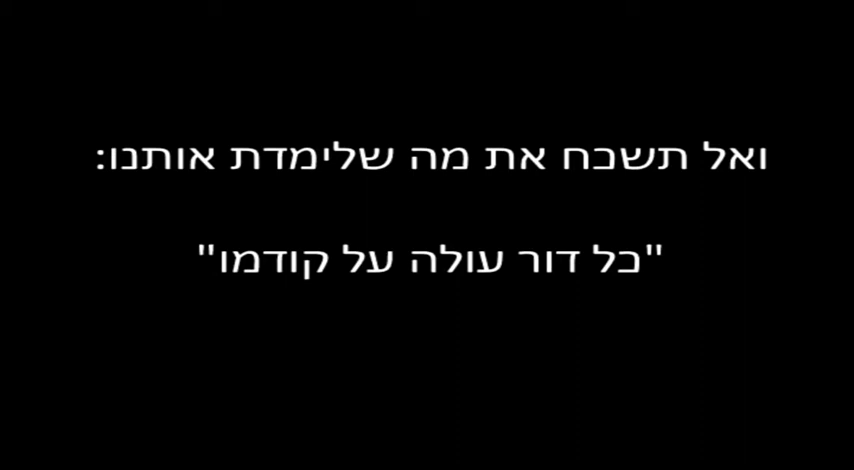 ואל תשכח את מה שלימדת אותנו:
"כל דור עולה על קודמו"